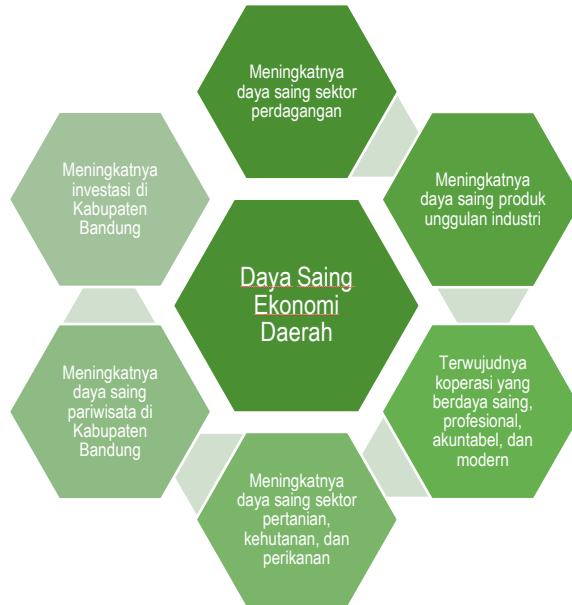 Meningkatnya
daya saing sektor
perdagangan
Meningkatnya
daya saing produk
unggulan industri
Terwujudnya
koperasi yang
berdaya saing,
profesional,
akuntabel, dan
modern
Meningkatnya
daya saing sektor
pertanian,
kehutanan, dan
perikanan
Meningkatnya
daya saing
pariwisata di
Kabupaten
Bandung
Meningkatnya
investasi di
Kabupaten
Bandung
Daya Saing
Ekonomi
Daerah